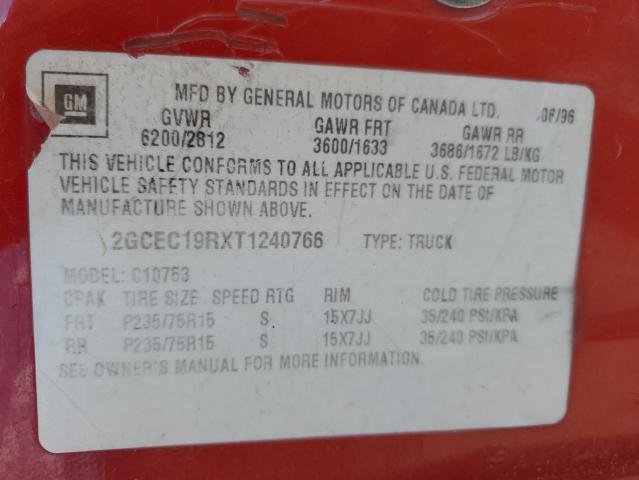 GM
MFD BY GENERAL MOTORS OF CANADA LTD. 06/96
GVWR GAWR FRT GAWR RR
6200/2812 3600/1633 3686/1672 LB/KG
THIS VEHICLE CONFORMS TO ALL APPLICABLE U.S. FEDERAL MOTOR
VEHICLE SAFETY STANDARDS IN EFFECT ON THE DATE OF
MANUFACTURE SHOWN ABOVE.
2GCEC19RXT1240766 TYPE: TRUCK
MODEL: C10753
CPAK TIRE SIZE SPEED RTG RIM COLD TIRE PRESSURE
FRT P235/75R15 S 15X7JJ 35/240 PSI/KPA
RR P235/75R15 S 15X7JJ 35/240 PSI/KPA
SEE OWNER'S MANUAL FOR MORE INFORMATION.